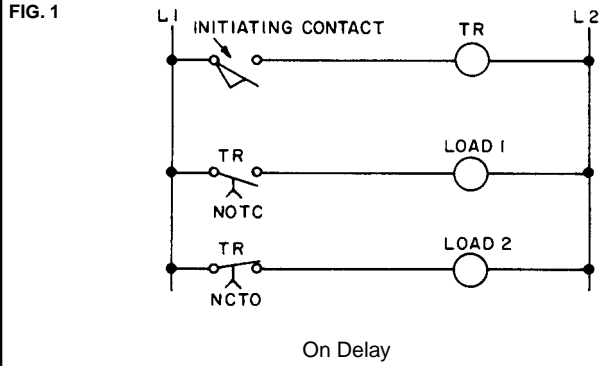 FIG. 1
L1
L2
INITIATING CONTACT
TR
TR
LOAD 1
NOTC
TR
LOAD 2
NCTO
On Delay